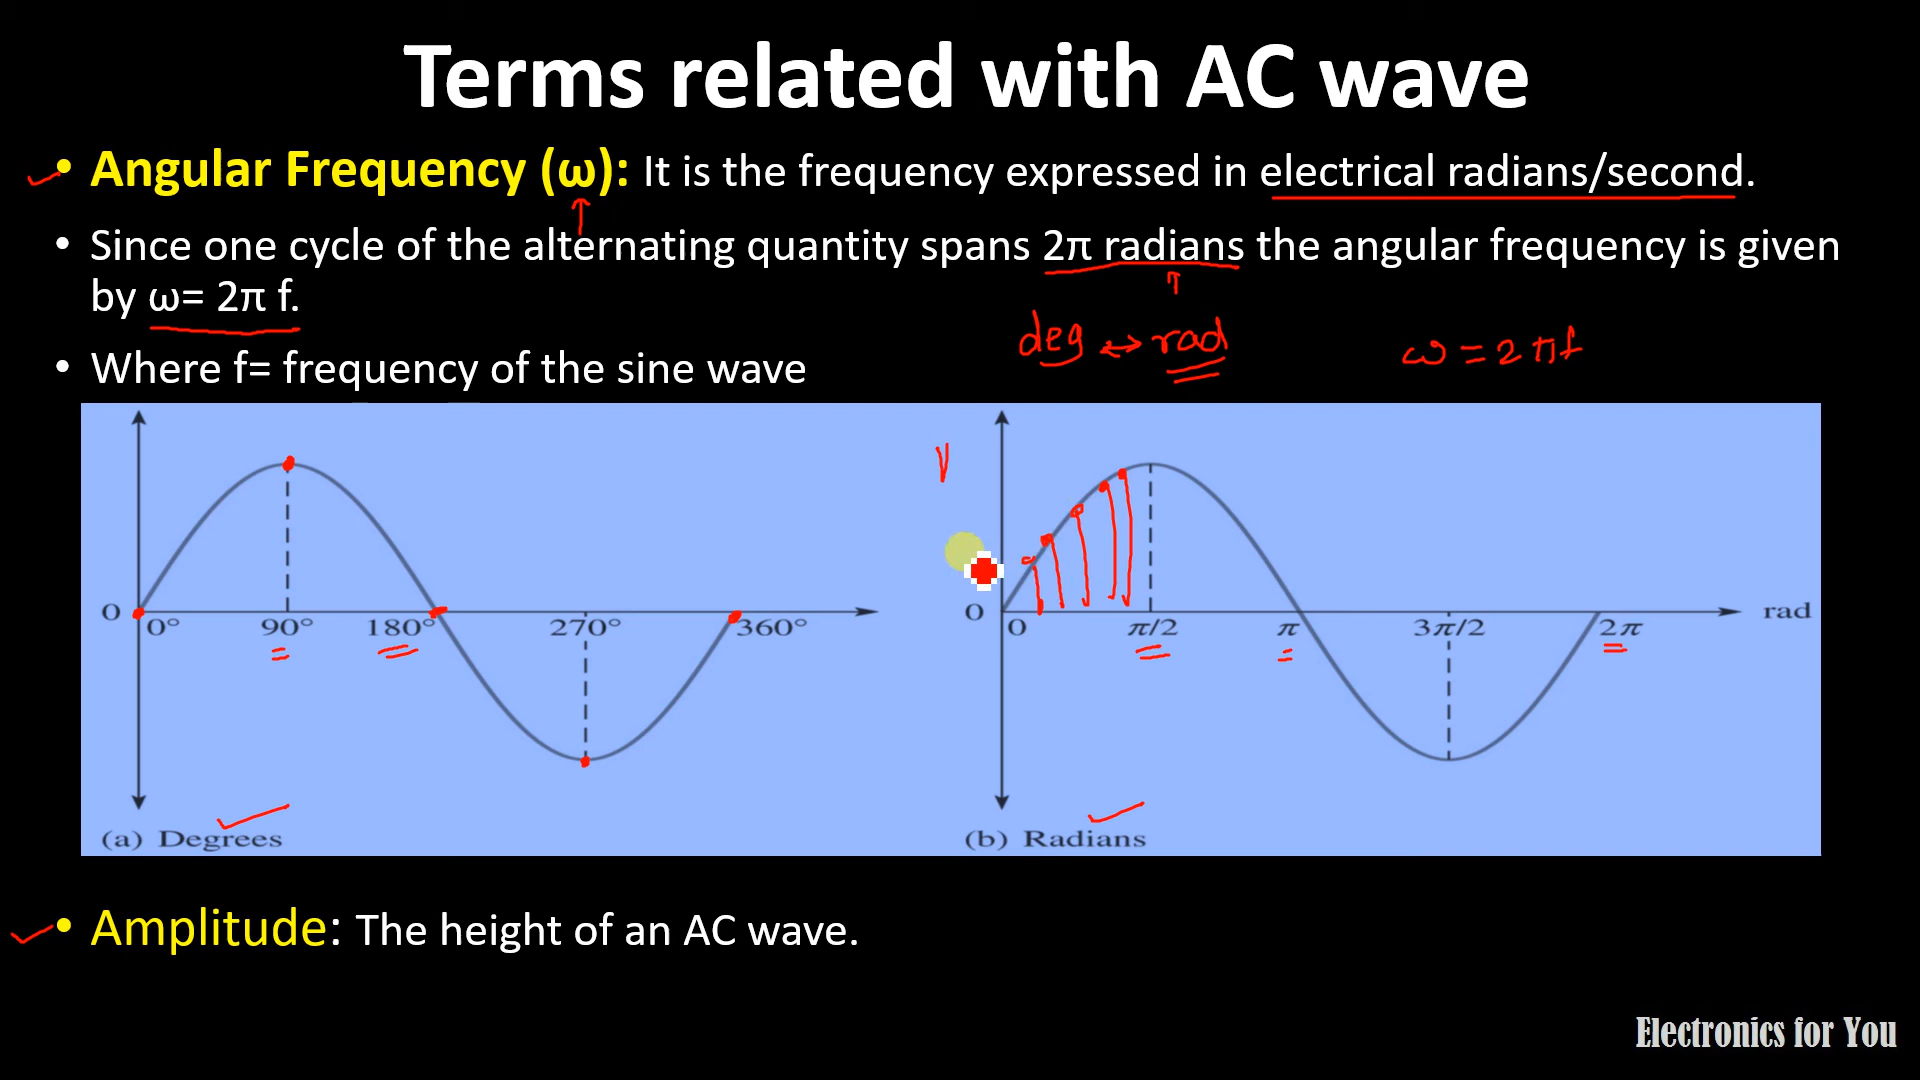 Terms related with AC wave
• Angular Frequency (ω): It is the frequency expressed in electrical radians/second.
• Since one cycle of the alternating quantity spans 2π radians the angular frequency is given
by ω= 2π f.
deg ↔ rad
ω = 2πf
• Where f= frequency of the sine wave
0
0° 90° 180° 270° 360°
(a) Degrees
V
0
0 π/2 π 3π/2 2π rad
(b) Radians
• Amplitude: The height of an AC wave.
Electronics for You